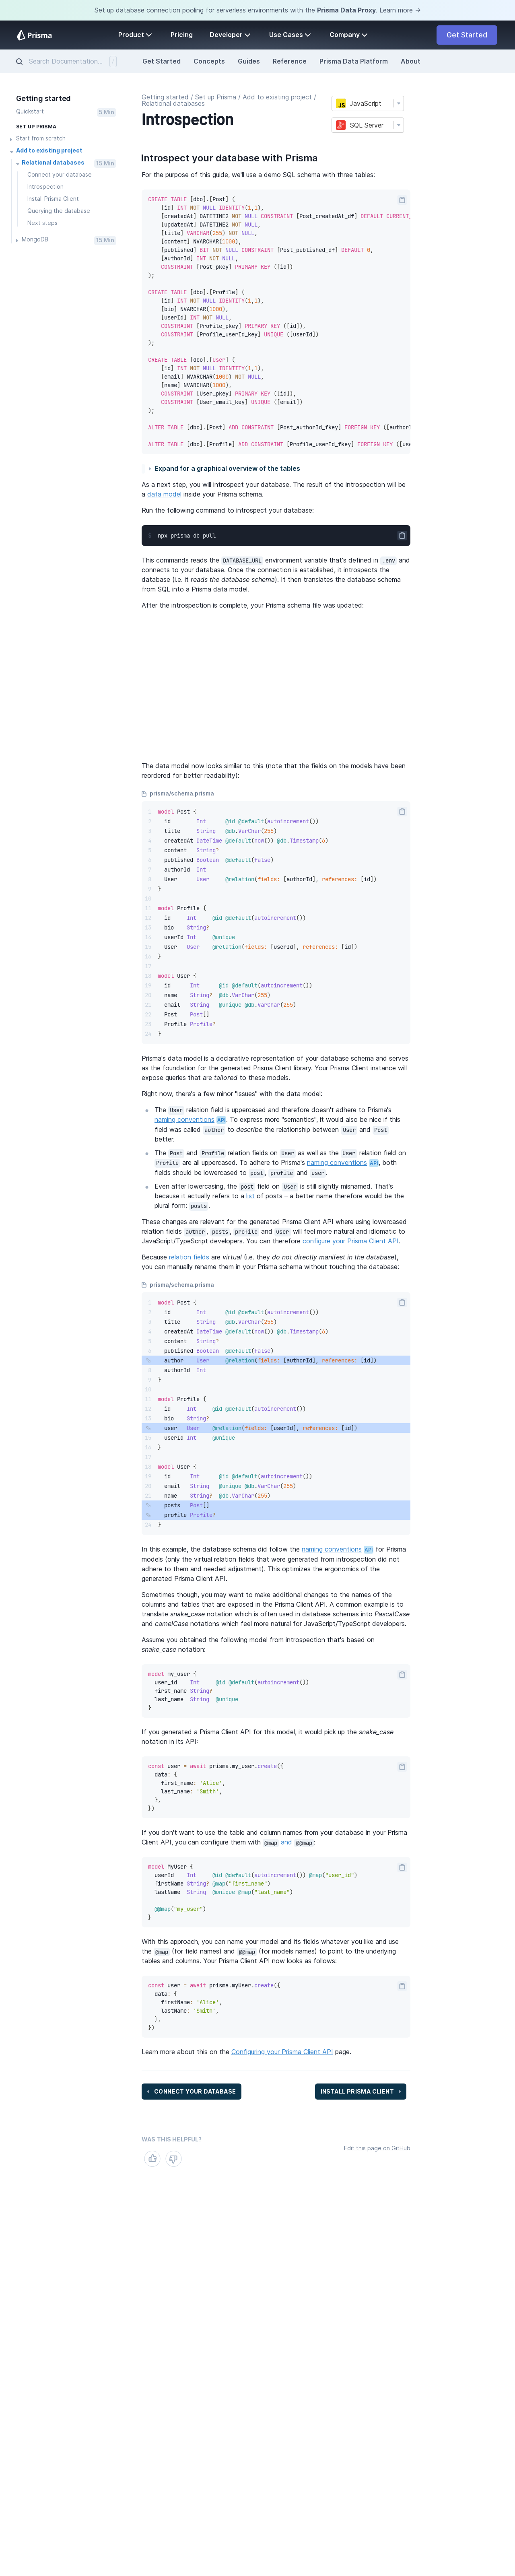 Set up database connection pooling for serverless environments with the Prisma Data Proxy. Learn more →
Prisma
Product
Pricing
Developer
Use Cases
Company
Get Started
Search Documentation...
/
Get Started
Concepts
Guides
Reference
Prisma Data Platform
About
Getting started
Quickstart
5 Min
SET UP PRISMA
Start from scratch
Add to existing project
Relational databases
15 Min
Connect your database
Introspection
Install Prisma Client
Querying the database
Next steps
MongoDB
15 Min
Getting started / Set up Prisma / Add to existing project /
Relational databases
JavaScript
SQL Server
Introspection
Introspect your database with Prisma
For the purpose of this guide, we'll use a demo SQL schema with three tables:
CREATE TABLE [dbo].[Post] (
[id] INT NOT NULL IDENTITY(1,1),
[createdAt] DATETIME2 NOT NULL CONSTRAINT [Post_createdAt_df] DEFAULT CURRENT_
[updatedAt] DATETIME2 NOT NULL,
[title] VARCHAR(255) NOT NULL,
[content] NVARCHAR(1000),
[published] BIT NOT NULL CONSTRAINT [Post_published_df] DEFAULT 0,
[authorId] INT NOT NULL,
CONSTRAINT [Post_pkey] PRIMARY KEY ([id])
);
CREATE TABLE [dbo].[Profile] (
[id] INT NOT NULL IDENTITY(1,1),
[bio] NVARCHAR(1000),
[userId] INT NOT NULL,
CONSTRAINT [Profile_pkey] PRIMARY KEY ([id]),
CONSTRAINT [Profile_userId_key] UNIQUE ([userId])
);
CREATE TABLE [dbo].[User] (
[id] INT NOT NULL IDENTITY(1,1),
[email] NVARCHAR(1000) NOT NULL,
[name] NVARCHAR(1000),
CONSTRAINT [User_pkey] PRIMARY KEY ([id]),
CONSTRAINT [User_email_key] UNIQUE ([email])
);
ALTER TABLE [dbo].[Post] ADD CONSTRAINT [Post_authorId_fkey] FOREIGN KEY ([author
ALTER TABLE [dbo].[Profile] ADD CONSTRAINT [Profile_userId_fkey] FOREIGN KEY ([use
Expand for a graphical overview of the tables
As a next step, you will introspect your database. The result of the introspection will be
a data model inside your Prisma schema.
Run the following command to introspect your database:
$ npx prisma db pull
This commands reads the DATABASE_URL environment variable that's defined in .env and
connects to your database. Once the connection is established, it introspects the
database (i.e. it reads the database schema). It then translates the database schema
from SQL into a Prisma data model.
After the introspection is complete, your Prisma schema file was updated:
The data model now looks similar to this (note that the fields on the models have been
reordered for better readability):
prisma/schema.prisma
1 model Post {
2 id Int @id @default(autoincrement())
3 title String @db.VarChar(255)
4 createdAt DateTime @default(now()) @db.Timestamp(6)
5 content String?
6 published Boolean @default(false)
7 authorId Int
8 User User @relation(fields: [authorId], references: [id])
9 }
10
11 model Profile {
12 id Int @id @default(autoincrement())
13 bio String?
14 userId Int @unique
15 User User @relation(fields: [userId], references: [id])
16 }
17
18 model User {
19 id Int @id @default(autoincrement())
20 name String? @db.VarChar(255)
21 email String @unique @db.VarChar(255)
22 Post Post[]
23 Profile Profile?
24 }
Prisma's data model is a declarative representation of your database schema and serves
as the foundation for the generated Prisma Client library. Your Prisma Client instance will
expose queries that are tailored to these models.
Right now, there's a few minor "issues" with the data model:
The User relation field is uppercased and therefore doesn't adhere to Prisma's
naming conventions API. To express more "semantics", it would also be nice if this
field was called author to describe the relationship between User and Post
better.
The Post and Profile relation fields on User as well as the User relation field on
Profile are all uppercased. To adhere to Prisma's naming conventions API, both
fields should be lowercased to post, profile and user.
Even after lowercasing, the post field on User is still slightly misnamed. That's
because it actually refers to a list of posts – a better name therefore would be the
plural form: posts.
These changes are relevant for the generated Prisma Client API where using lowercased
relation fields author, posts, profile and user will feel more natural and idiomatic to
JavaScript/TypeScript developers. You can therefore configure your Prisma Client API.
Because relation fields are virtual (i.e. they do not directly manifest in the database),
you can manually rename them in your Prisma schema without touching the database:
prisma/schema.prisma
1 model Post {
2 id Int @id @default(autoincrement())
3 title String @db.VarChar(255)
4 createdAt DateTime @default(now()) @db.Timestamp(6)
5 content String?
6 published Boolean @default(false)
author User @relation(fields: [authorId], references: [id])
8 authorId Int
9 }
10
11 model Profile {
12 id Int @id @default(autoincrement())
13 bio String?
user User @relation(fields: [userId], references: [id])
15 userId Int @unique
16 }
17
18 model User {
19 id Int @id @default(autoincrement())
20 email String @unique @db.VarChar(255)
21 name String? @db.VarChar(255)
posts Post[]
profile Profile?
24 }
In this example, the database schema did follow the naming conventions API for Prisma
models (only the virtual relation fields that were generated from introspection did not
adhere to them and needed adjustment). This optimizes the ergonomics of the
generated Prisma Client API.
Sometimes though, you may want to make additional changes to the names of the
columns and tables that are exposed in the Prisma Client API. A common example is to
translate snake_case notation which is often used in database schemas into PascalCase
and camelCase notations which feel more natural for JavaScript/TypeScript developers.
Assume you obtained the following model from introspection that's based on
snake_case notation:
model my_user {
user_id Int @id @default(autoincrement())
first_name String?
last_name String @unique
}
If you generated a Prisma Client API for this model, it would pick up the snake_case
notation in its API:
const user = await prisma.my_user.create({
data: {
first_name: 'Alice',
last_name: 'Smith',
},
})
If you don't want to use the table and column names from your database in your Prisma
Client API, you can configure them with @map and @@map:
model MyUser {
userId Int @id @default(autoincrement()) @map("user_id")
firstName String? @map("first_name")
lastName String @unique @map("last_name")
@@map("my_user")
}
With this approach, you can name your model and its fields whatever you like and use
the @map (for field names) and @@map (for models names) to point to the underlying
tables and columns. Your Prisma Client API now looks as follows:
const user = await prisma.myUser.create({
data: {
firstName: 'Alice',
lastName: 'Smith',
},
})
Learn more about this on the Configuring your Prisma Client API page.
CONNECT YOUR DATABASE
INSTALL PRISMA CLIENT
WAS THIS HELPFUL?
Edit this page on GitHub